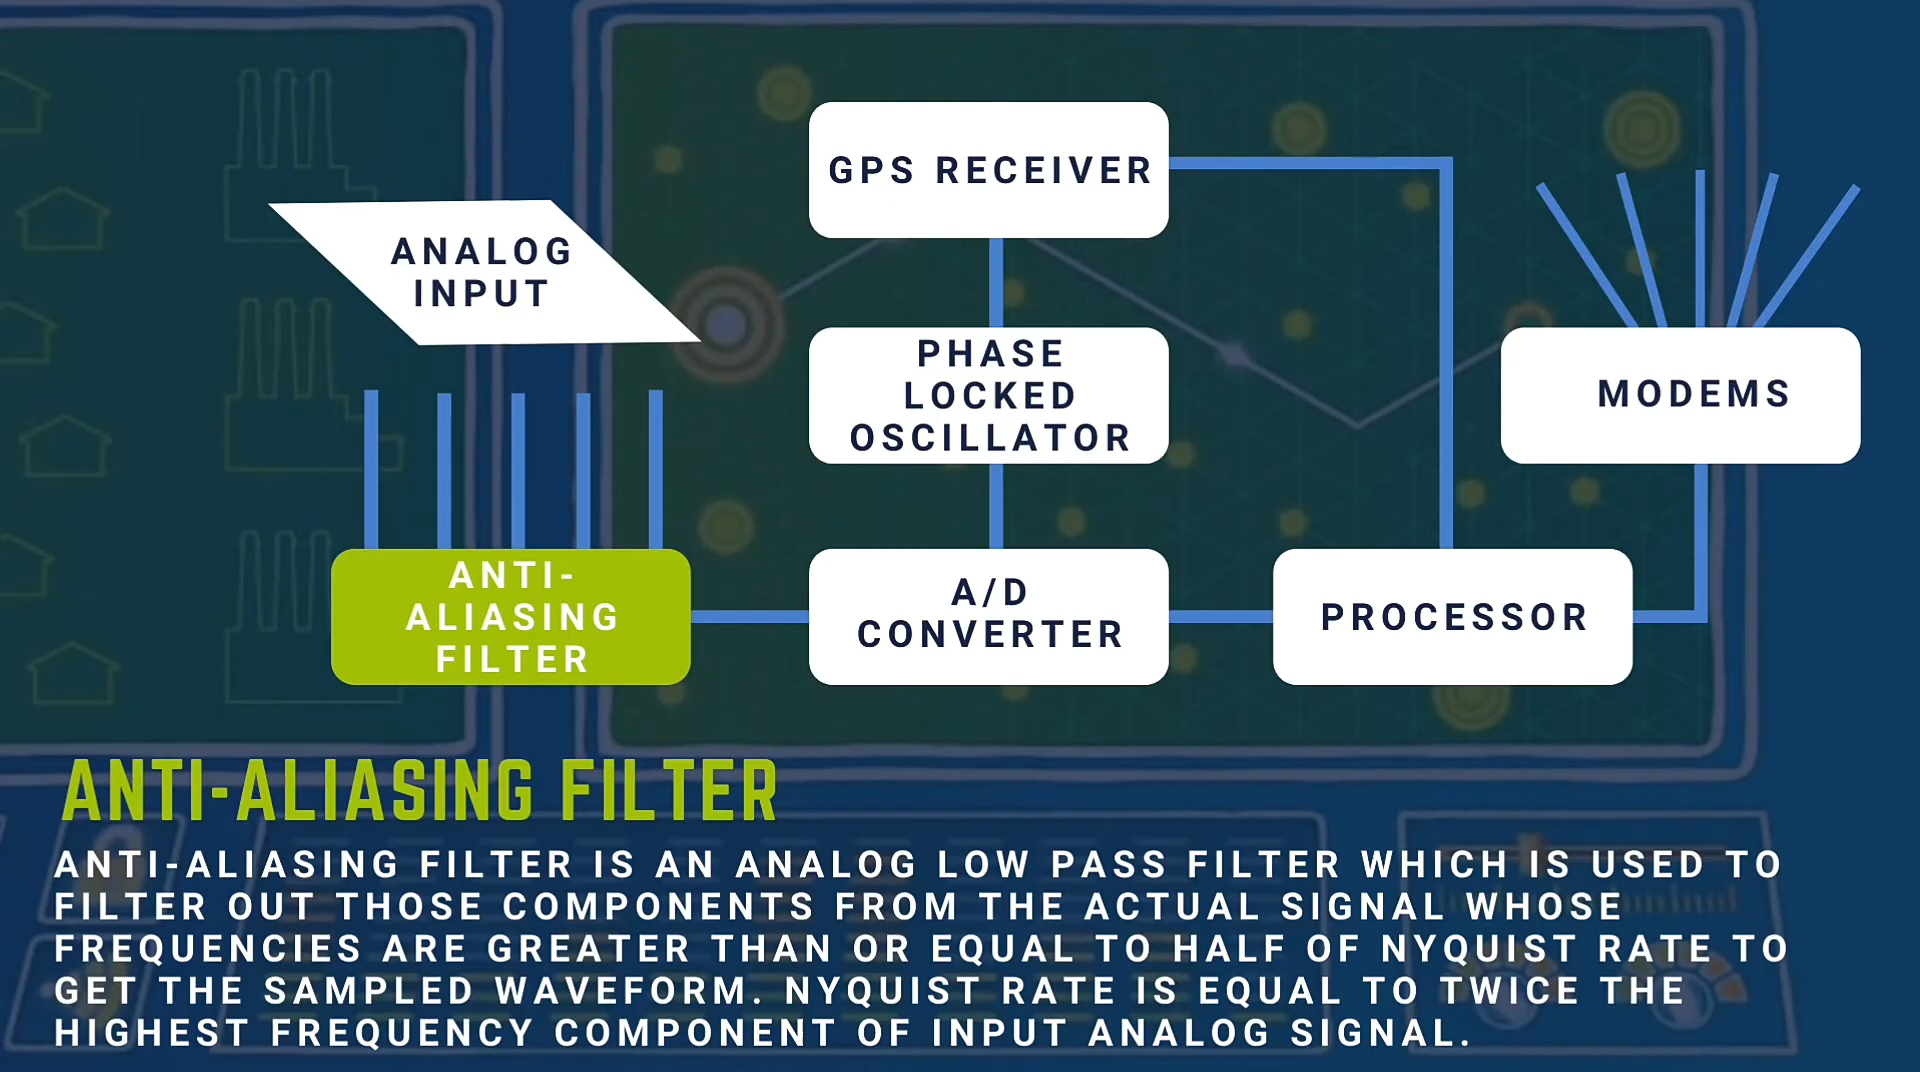 GPS RECEIVER
ANALOG
INPUT
PHASE
LOCKED
OSCILLATOR
MODEMS
ANTI-
ALIASING
FILTER
A/D
CONVERTER
PROCESSOR
ANTI-ALIASING FILTER
ANTI-ALIASING FILTER IS AN ANALOG LOW PASS FILTER WHICH IS USED TO
FILTER OUT THOSE COMPONENTS FROM THE ACTUAL SIGNAL WHOSE
FREQUENCIES ARE GREATER THAN OR EQUAL TO HALF OF NYQUIST RATE TO
GET THE SAMPLED WAVEFORM. NYQUIST RATE IS EQUAL TO TWICE THE
HIGHEST FREQUENCY COMPONENT OF INPUT ANALOG SIGNAL.